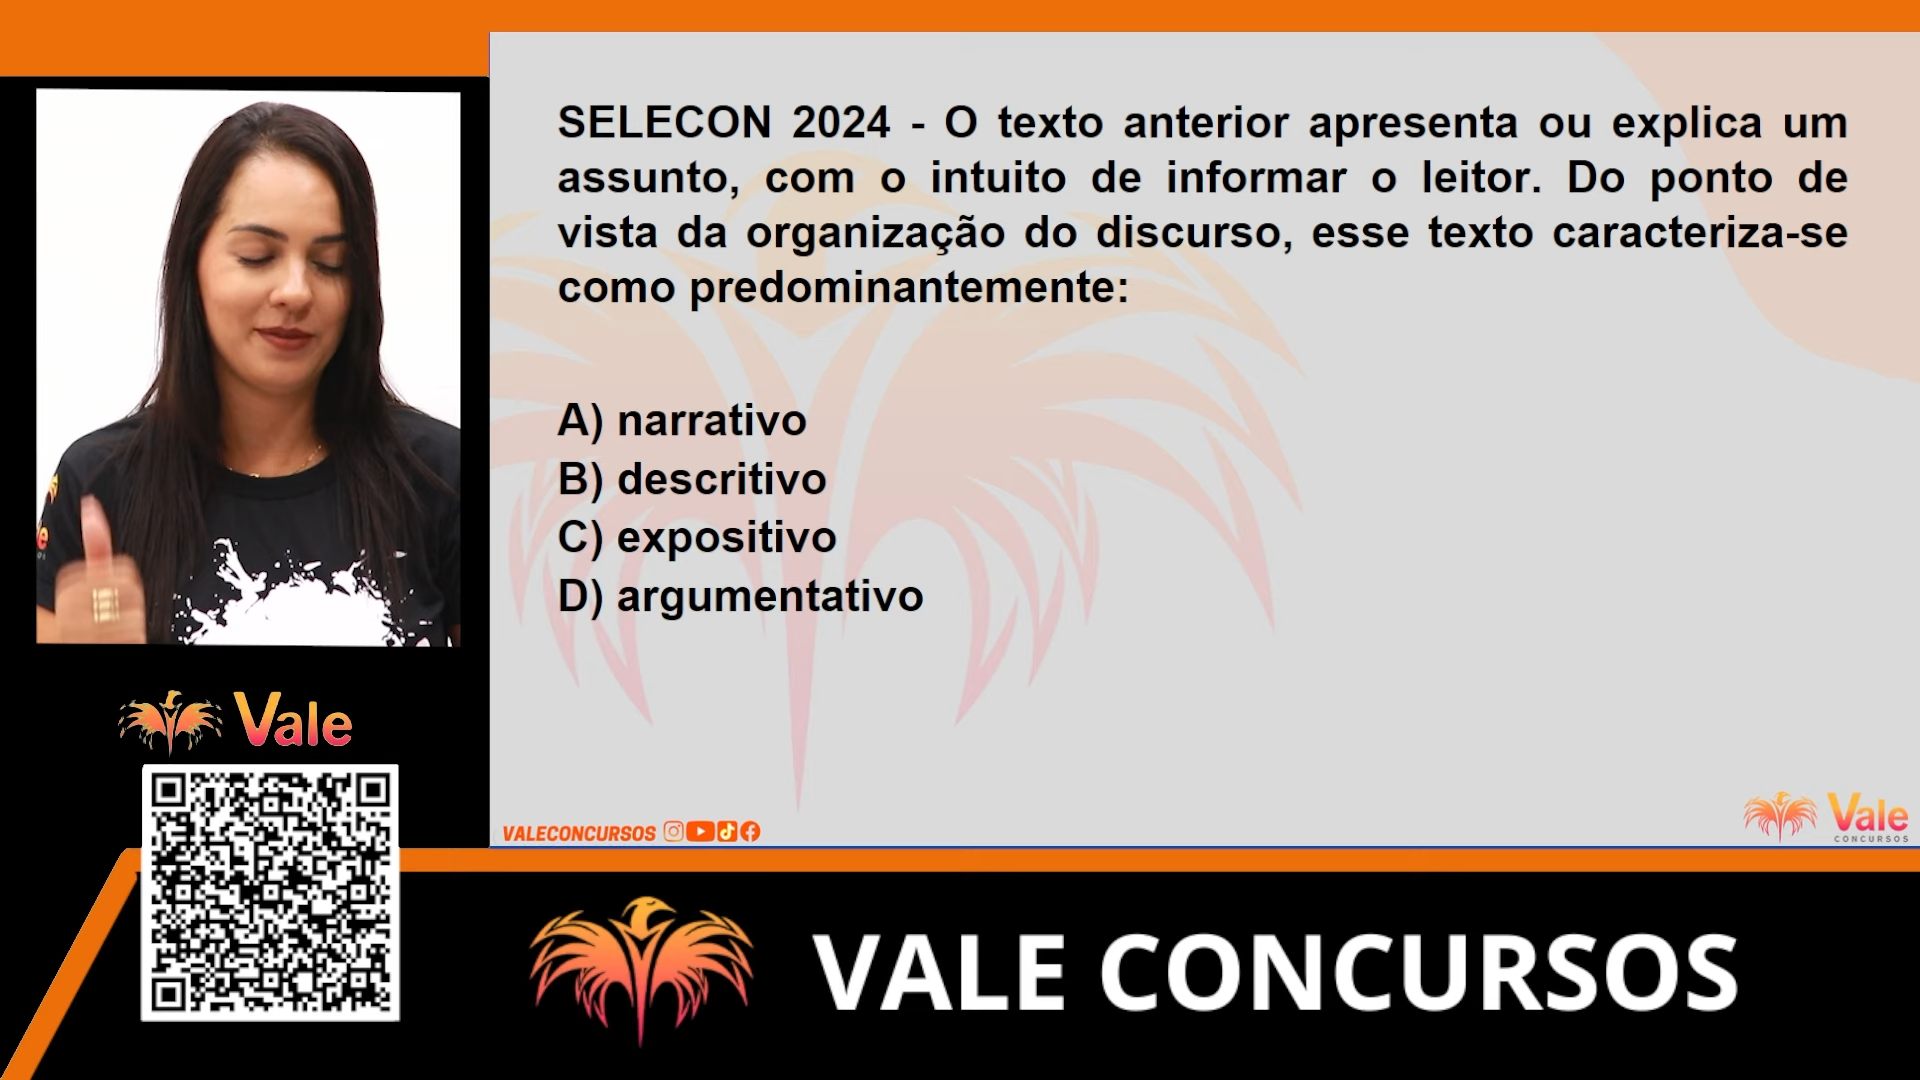 SELECON 2024 - O texto anterior apresenta ou explica um
assunto, com o intuito de informar o leitor. Do ponto de
vista da organização do discurso, esse texto caracteriza-se
como predominantemente:
A) narrativo
B) descritivo
C) expositivo
D) argumentativo
Vale
VALECONCURSOS
Vale
CONCURSOS
VALE CONCURSOS